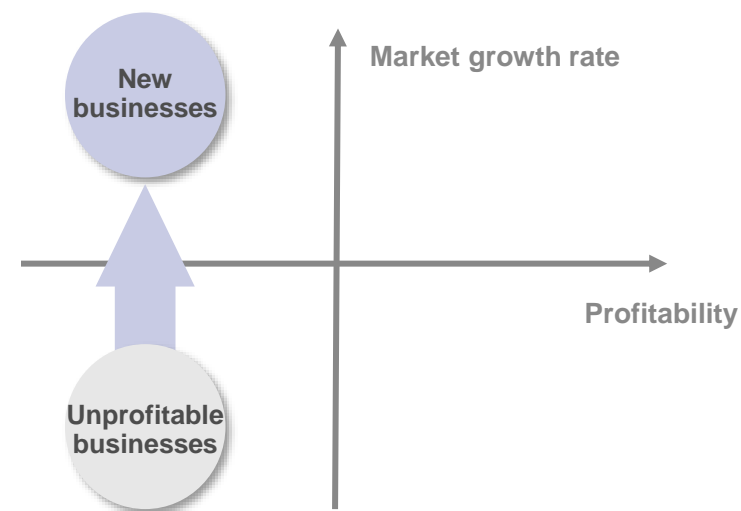 Market growth rate
New
businesses
Profitability
Unprofitable
businesses